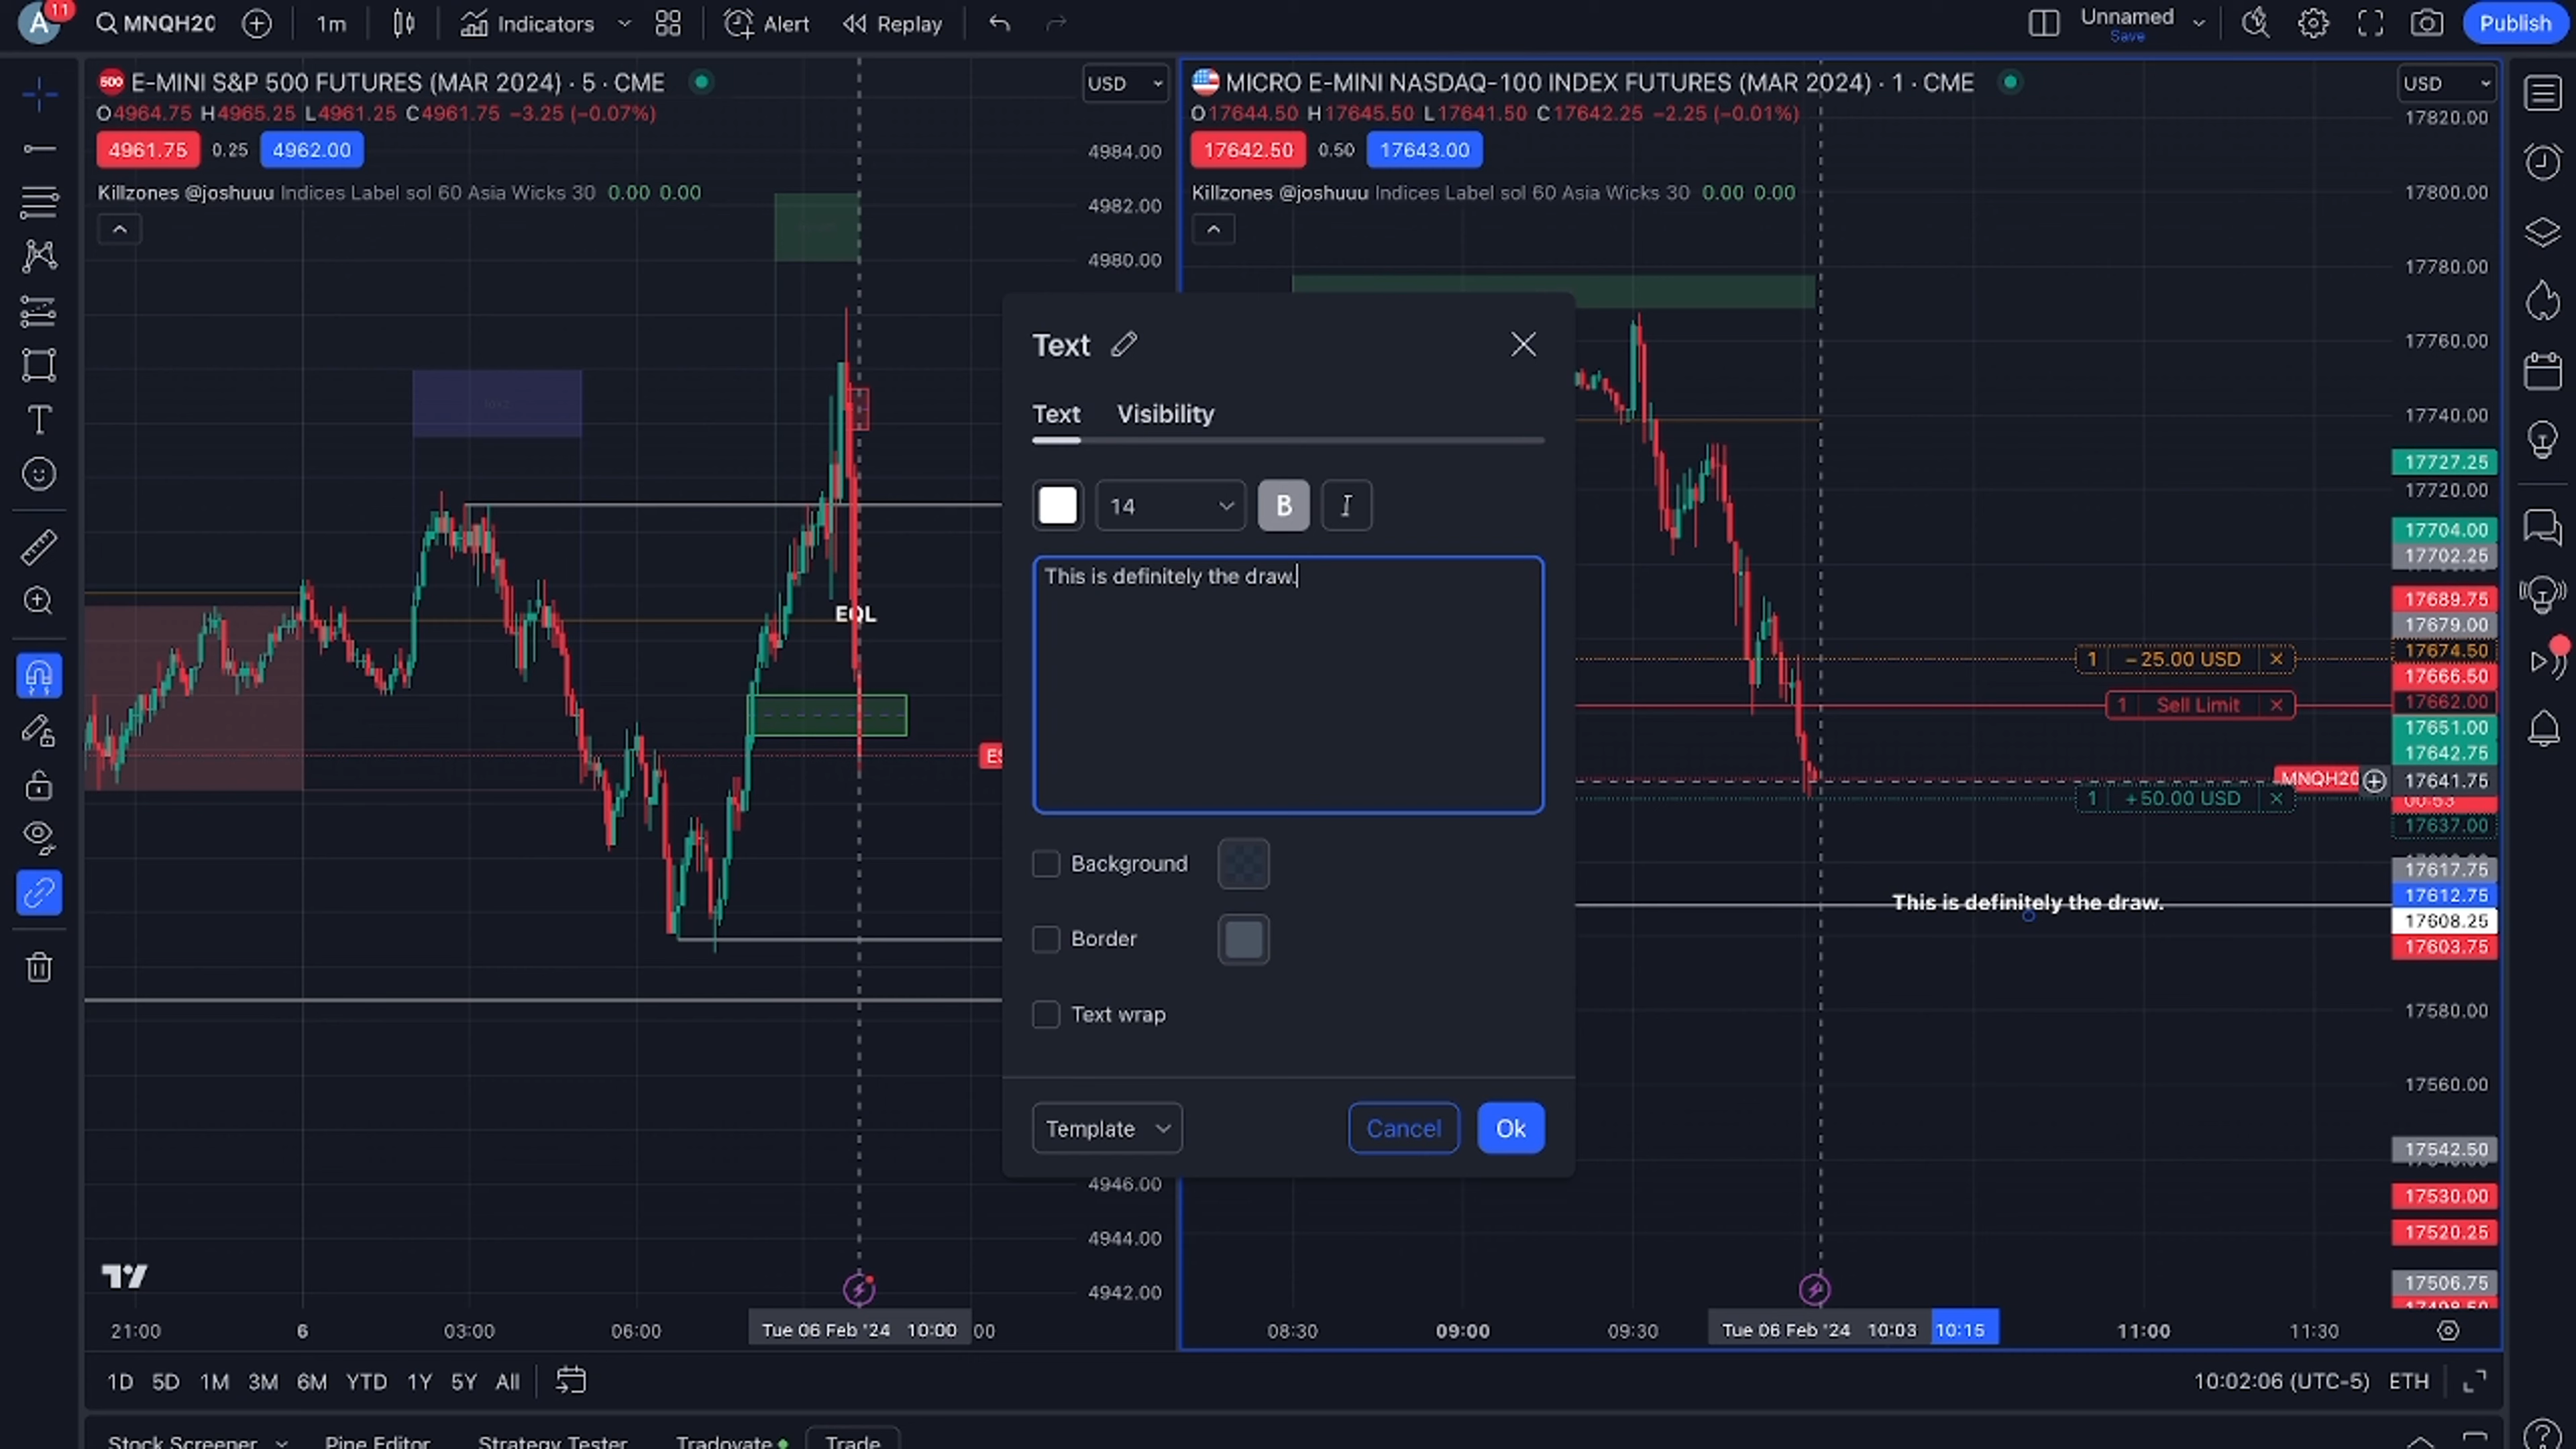 A 11 MNQH20 1m Indicators Alert Replay Unnamed Save Publish
500 E-MINI S&P 500 FUTURES (MAR 2024) · 5 · CME USD
O4964.75 H4965.25 L4961.25 C4961.75 −3.25 (−0.07%)
4961.75 0.25 4962.00
Killzones @joshuuu Indices Label sol 60 Asia Wicks 30 0.00 0.00
4984.00
4982.00
4980.00
EQL
ES
4946.00
4944.00
4942.00
21:00 6 03:00 06:00 Tue 06 Feb '24 10:00 00
MICRO E-MINI NASDAQ-100 INDEX FUTURES (MAR 2024) · 1 · CME USD
O17644.50 H17645.50 L17641.50 C17642.25 −2.25 (−0.01%)
17642.50 0.50 17643.00
Killzones @joshuuu Indices Label sol 60 Asia Wicks 30 0.00 0.00
17820.00
17800.00
17780.00
17760.00
17740.00
17727.25
17720.00
17704.00
17702.25
17689.75
17679.00
1 −25.00 USD 17674.50
17666.50
1 Sell Limit 17662.00
17651.00
17642.75
MNQH20 17641.75
00:53
1 +50.00 USD
17637.00
17617.75
17612.75
This is definitely the draw. 17608.25
17603.75
17580.00
17560.00
17542.50
17530.00
17520.25
17506.75
17498.50
08:30 09:00 09:30 Tue 06 Feb '24 10:03 10:15 11:00 11:30
Text
Text Visibility
14 B I
This is definitely the draw.
Background
Border
Text wrap
Template Cancel Ok
1D 5D 1M 3M 6M YTD 1Y 5Y All 10:02:06 (UTC-5) ETH
Stock Screener Pine Editor Strategy Tester Tradovate Trade